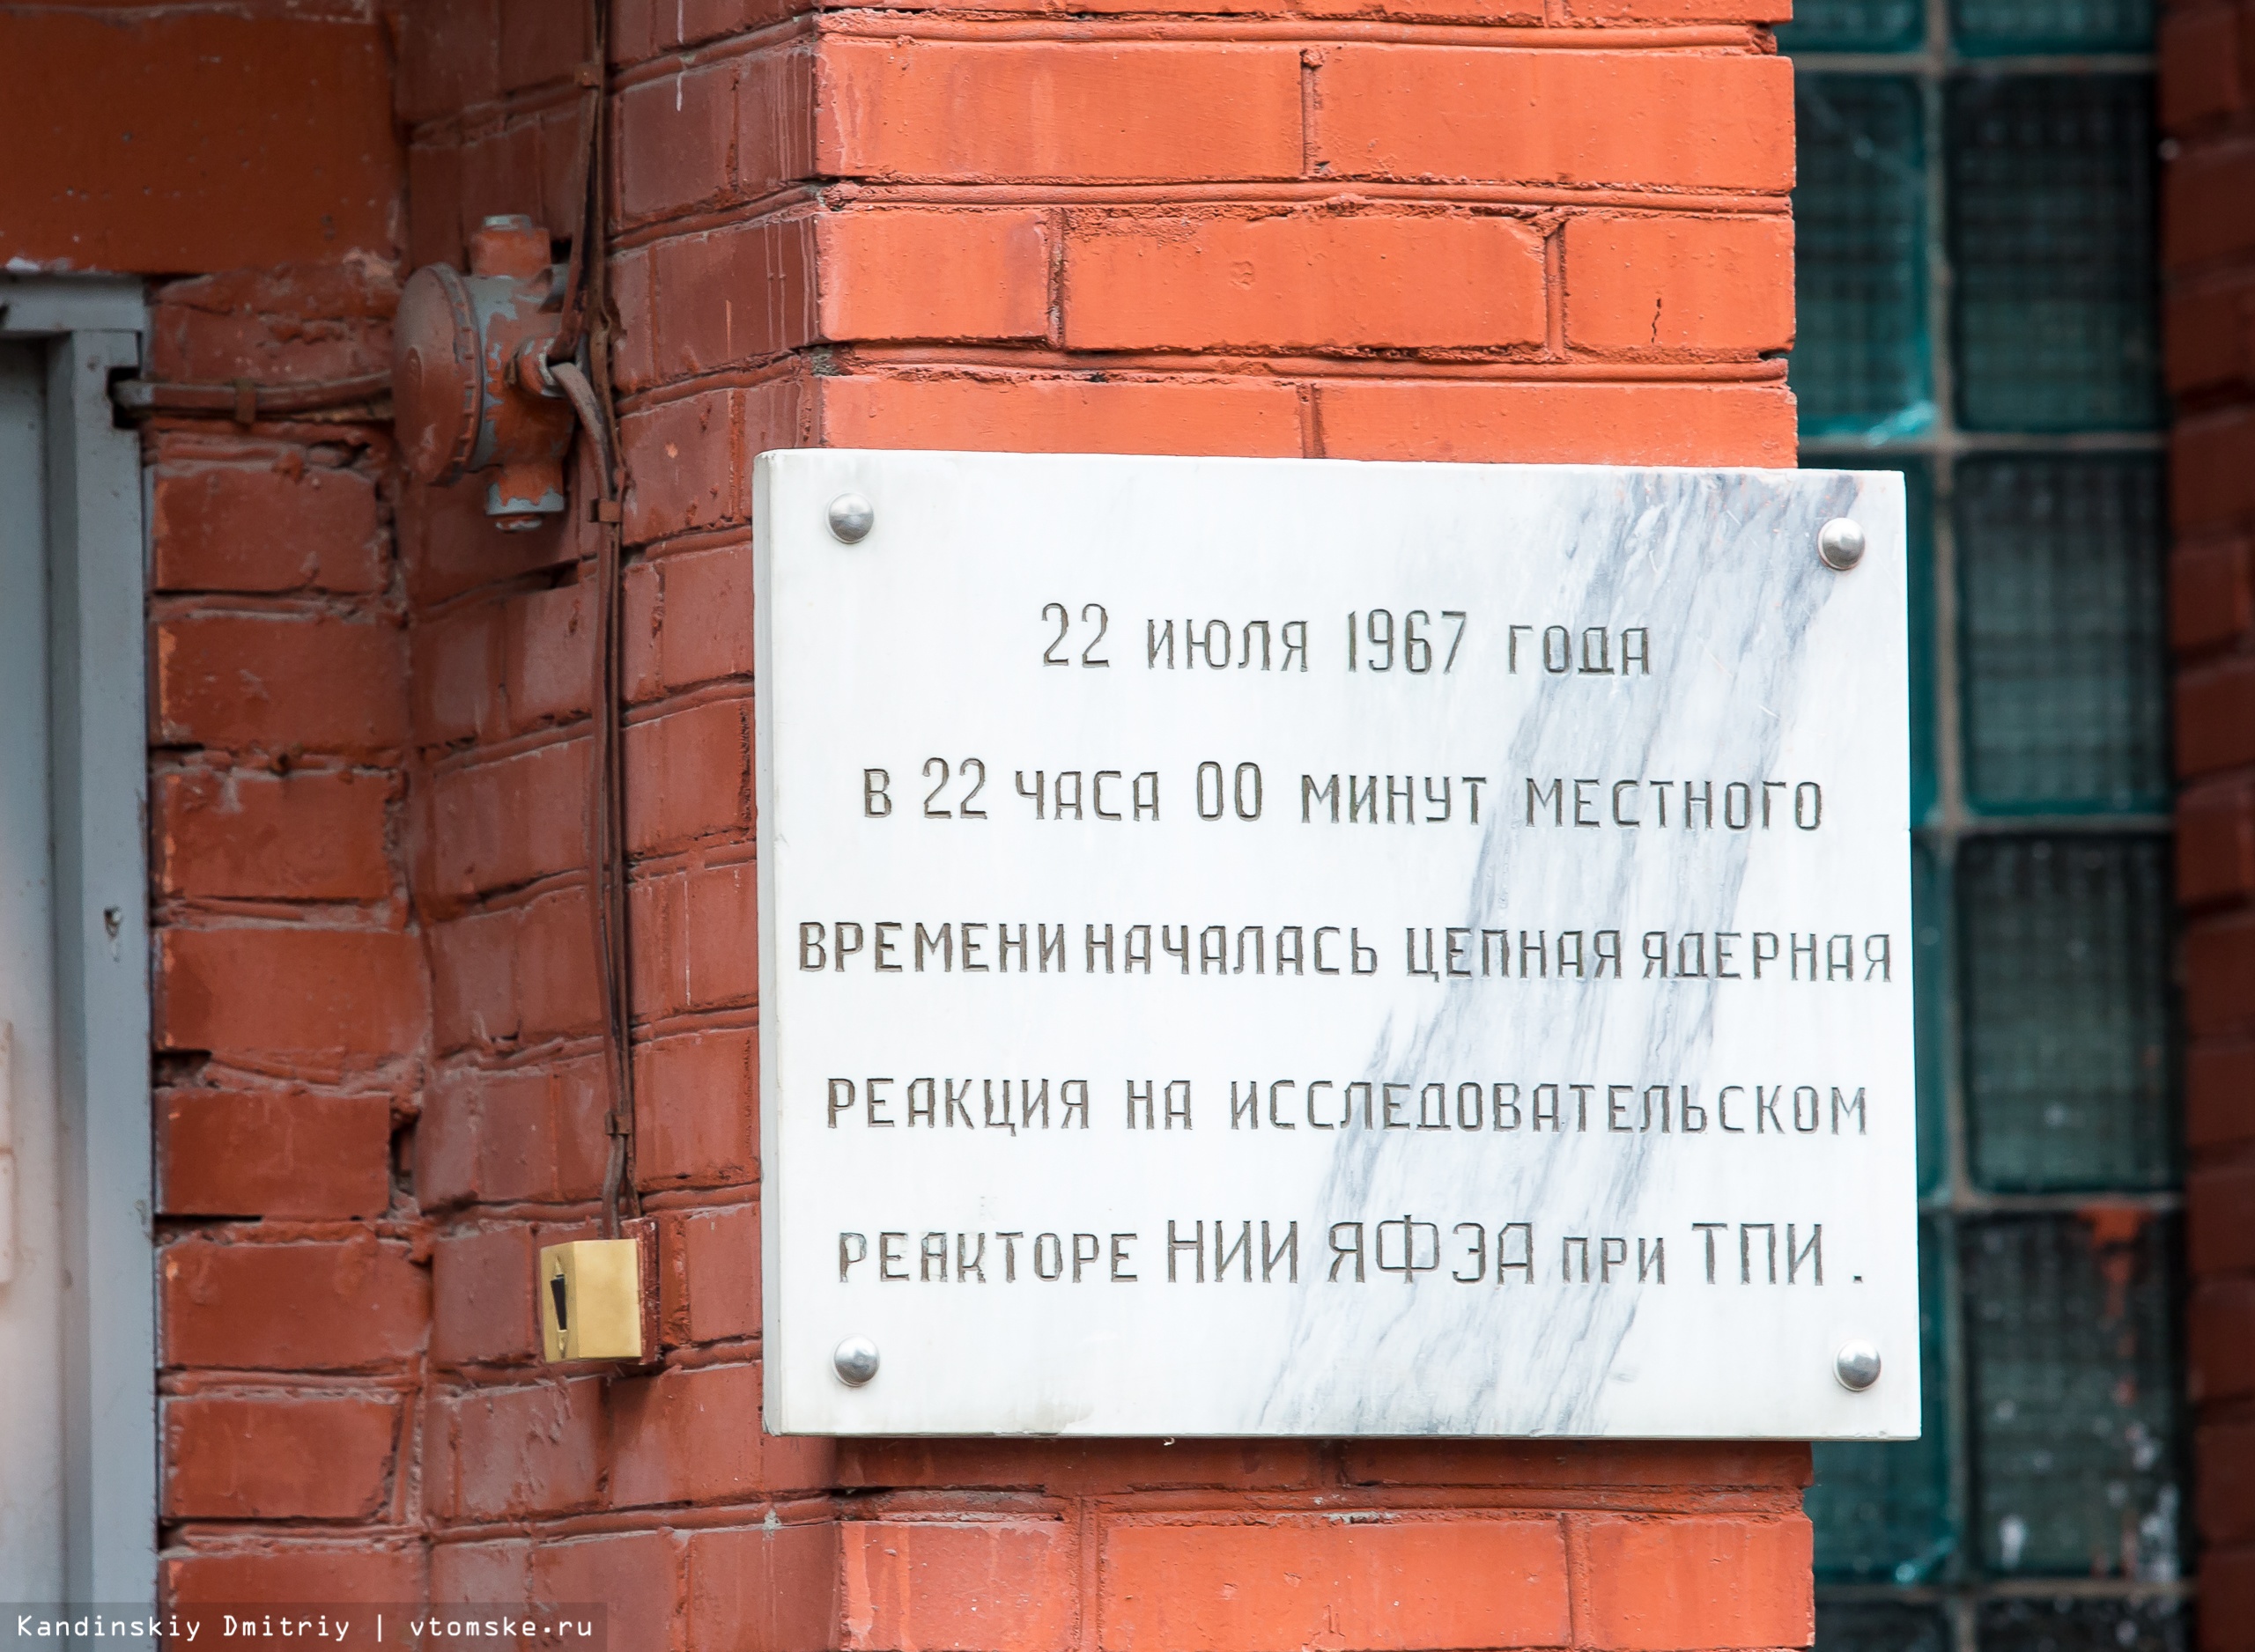 22 ИЮЛЯ 1967 ГОДА
В 22 ЧАСА 00 МИНУТ МЕСТНОГО
ВРЕМЕНИ НАЧАЛАСЬ ЦЕПНАЯ ЯДЕРНАЯ
РЕАКЦИЯ НА ИССЛЕДОВАТЕЛЬСКОМ
РЕАКТОРЕ НИИ ЯФЭА ПРИ ТПИ .
Kandinskiy Dmitriy | vtomske.ru